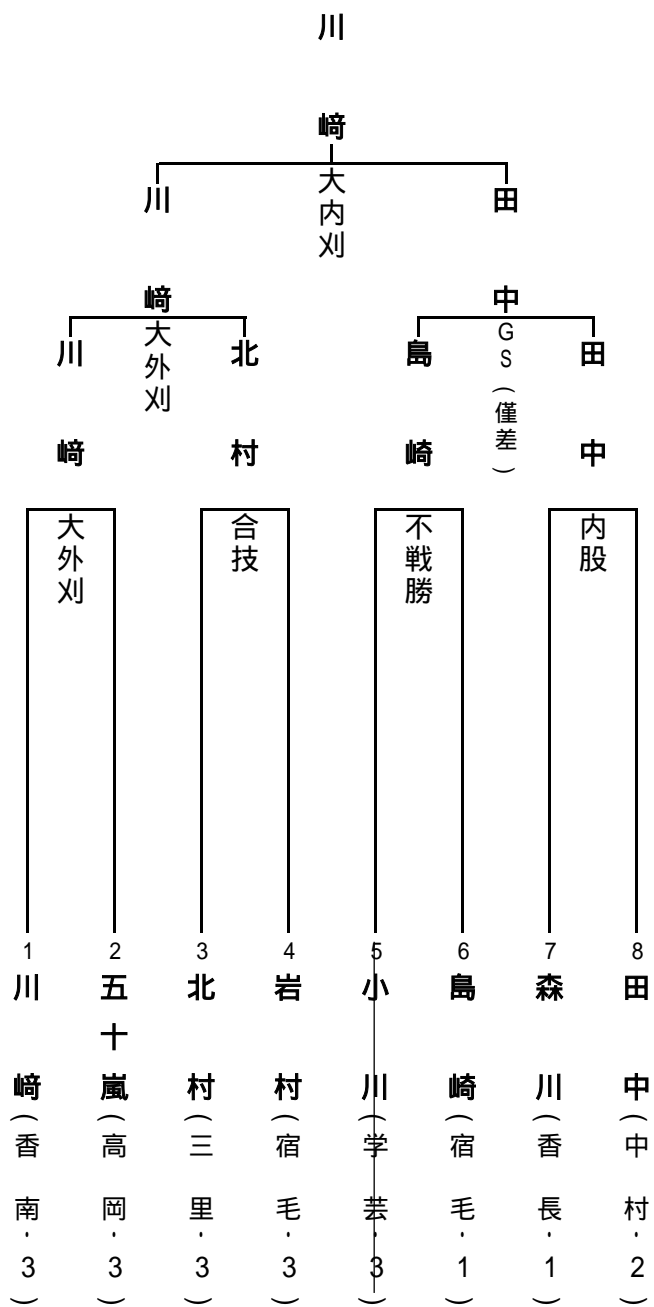 川﨑
大内刈
川﨑
田中
大外刈
GS(僅差)
川﨑
北村
島崎
田中
大外刈
合技
不戦勝
内股
1 川﨑(香南・3)
2 五十嵐(高岡・3)
3 北村(三里・3)
4 岩村(宿毛・3)
5 小川(学芸・3)
6 島崎(宿毛・1)
7 森川(香長・1)
8 田中(中村・2)